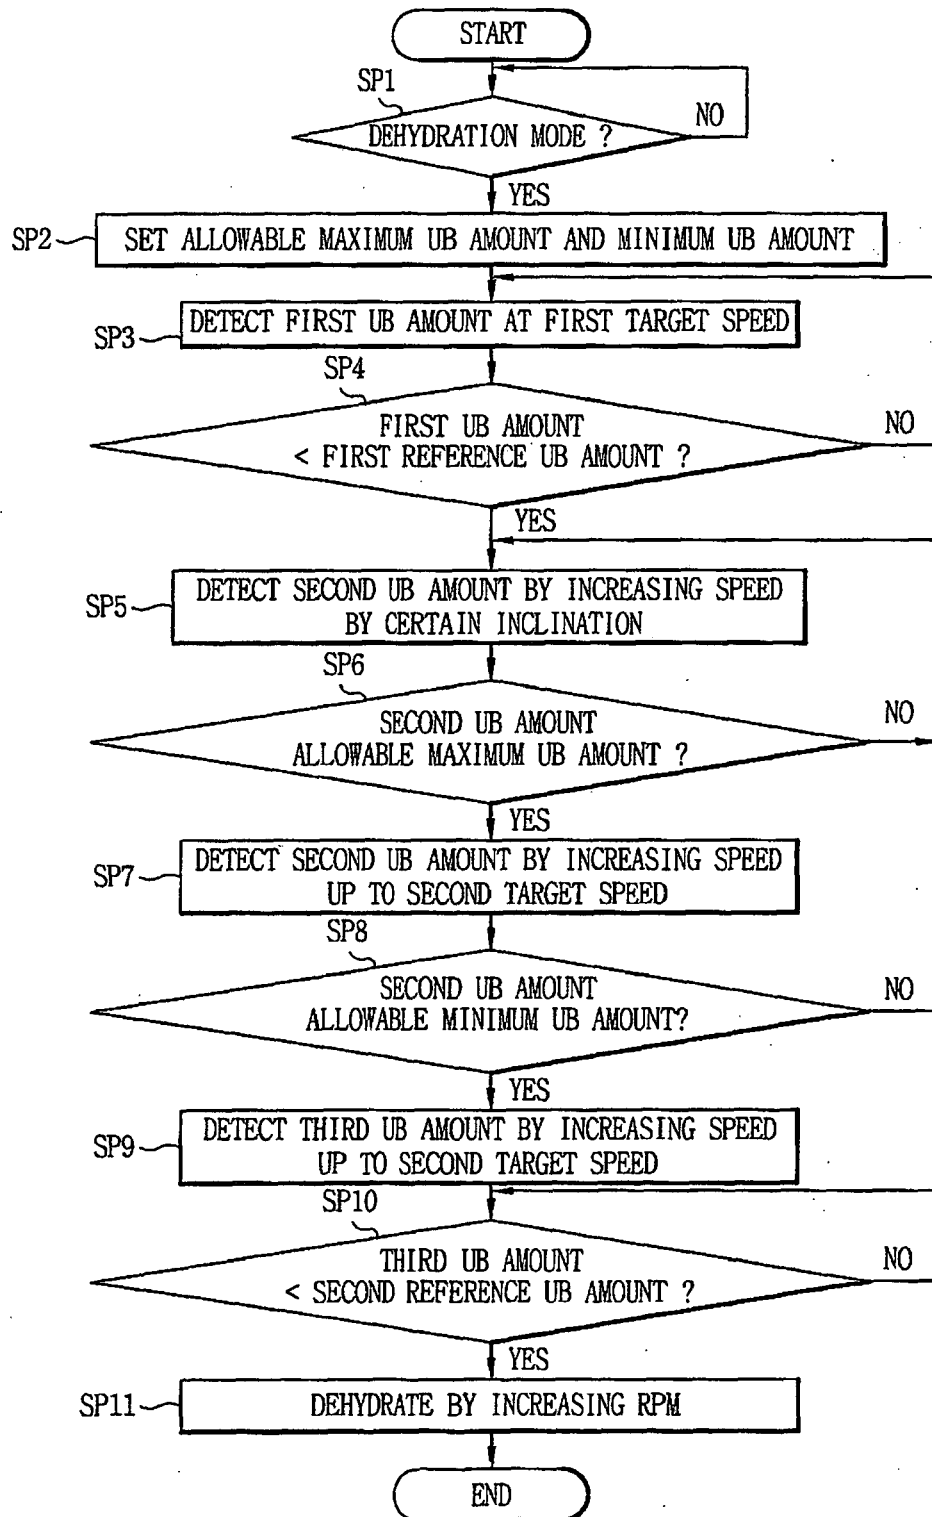 START
SP1
DEHYDRATION MODE ?
NO
YES
SP2
SET ALLOWABLE MAXIMUM UB AMOUNT AND MINIMUM UB AMOUNT
SP3
DETECT FIRST UB AMOUNT AT FIRST TARGET SPEED
SP4
FIRST UB AMOUNT
< FIRST REFERENCE UB AMOUNT ?
NO
YES
SP5
DETECT SECOND UB AMOUNT BY INCREASING SPEED
BY CERTAIN INCLINATION
SP6
SECOND UB AMOUNT
ALLOWABLE MAXIMUM UB AMOUNT ?
NO
YES
SP7
DETECT SECOND UB AMOUNT BY INCREASING SPEED
UP TO SECOND TARGET SPEED
SP8
SECOND UB AMOUNT
ALLOWABLE MINIMUM UB AMOUNT?
NO
YES
SP9
DETECT THIRD UB AMOUNT BY INCREASING SPEED
UP TO SECOND TARGET SPEED
SP10
THIRD UB AMOUNT
< SECOND REFERENCE UB AMOUNT ?
NO
YES
SP11
DEHYDRATE BY INCREASING RPM
END